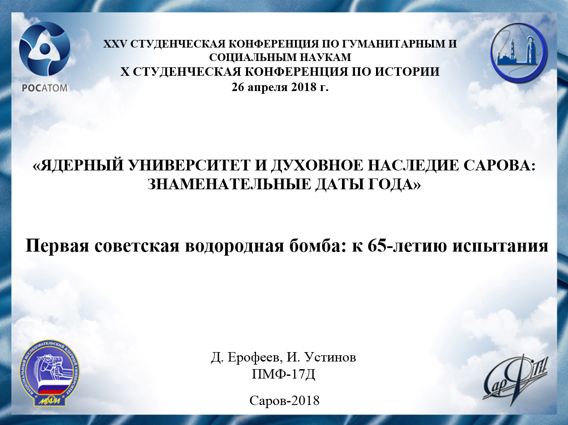 XXV СТУДЕНЧЕСКАЯ КОНФЕРЕНЦИЯ ПО ГУМАНИТАРНЫМ И
СОЦИАЛЬНЫМ НАУКАМ
X СТУДЕНЧЕСКАЯ КОНФЕРЕНЦИЯ ПО ИСТОРИИ
26 апреля 2018 г.
РОСАТОМ
«ЯДЕРНЫЙ УНИВЕРСИТЕТ И ДУХОВНОЕ НАСЛЕДИЕ САРОВА:
ЗНАМЕНАТЕЛЬНЫЕ ДАТЫ ГОДА»
Первая советская водородная бомба: к 65-летию испытания
Д. Ерофеев, И. Устинов
ПМФ-17Д
Саров-2018
МИФИ
СарФТИ